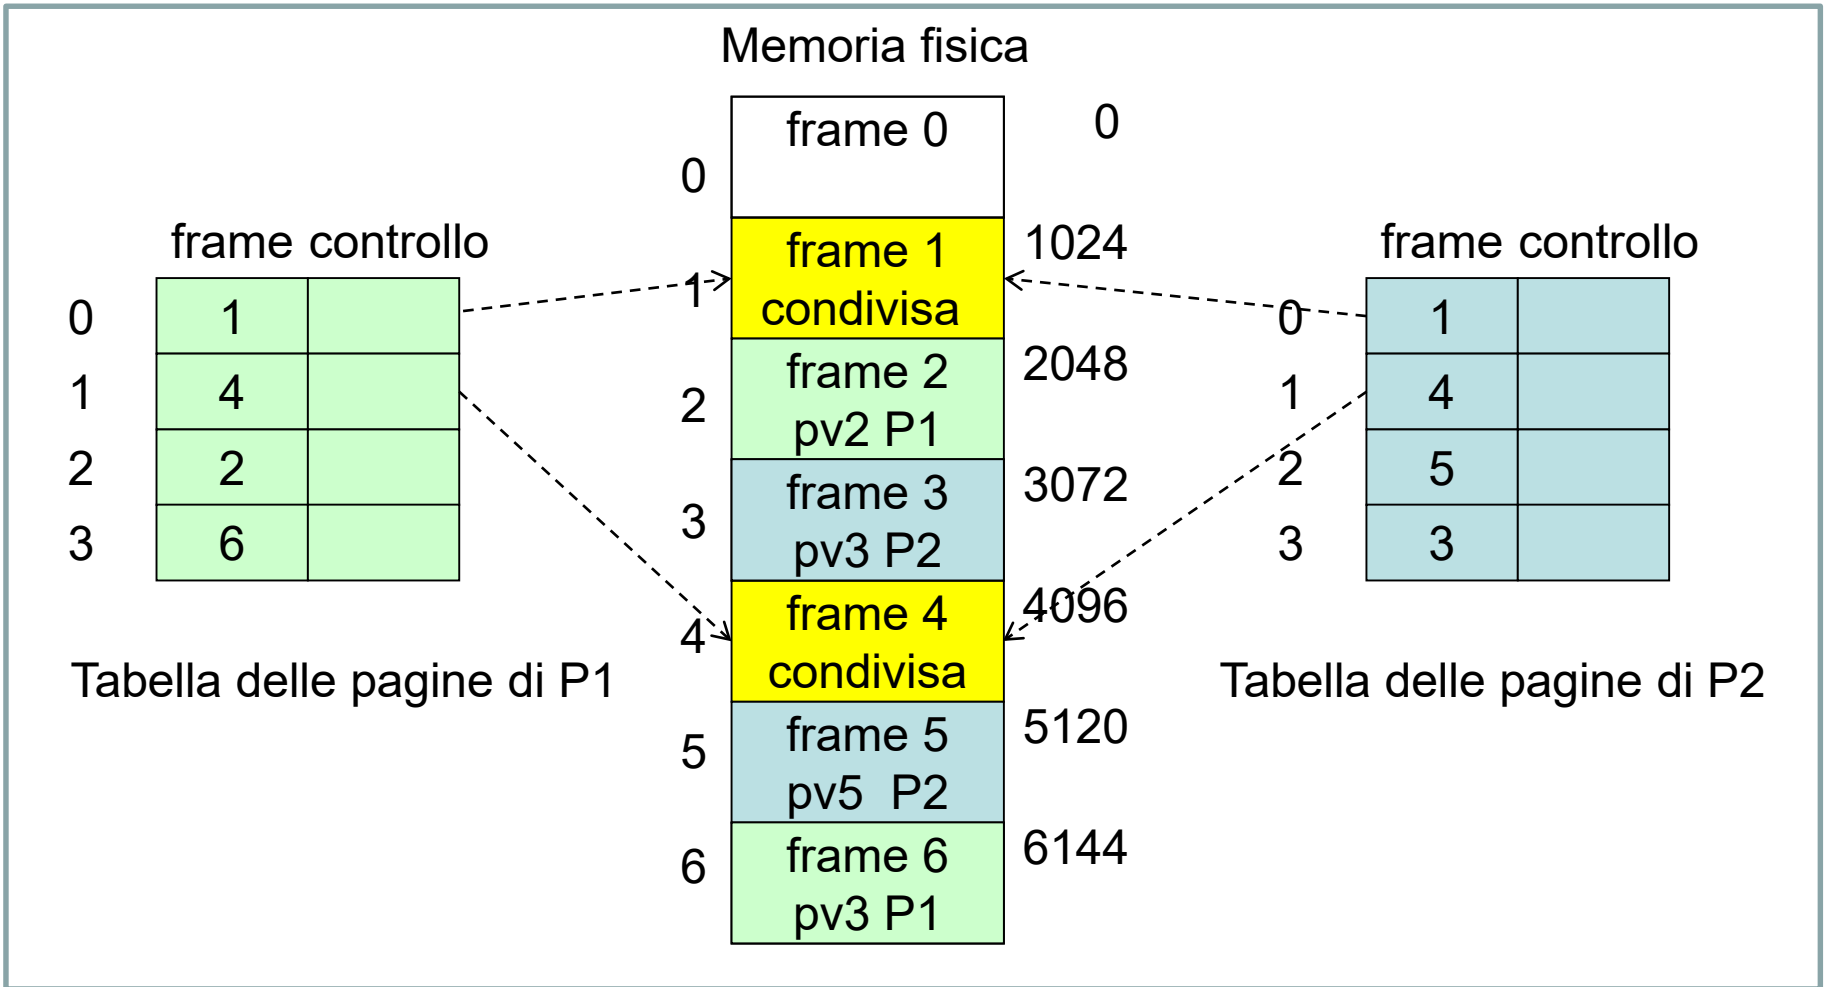 Memoria fisica
frame 0
0
0
frame 1
condivisa
1
1024
frame 2
pv2 P1
2
2048
frame 3
pv3 P2
3
3072
frame 4
condivisa
4
4096
frame 5
pv5 P2
5
5120
frame 6
pv3 P1
6
6144
frame controllo
0 1
1 4
2 2
3 6
Tabella delle pagine di P1
frame controllo
0 1
1 4
2 5
3 3
Tabella delle pagine di P2